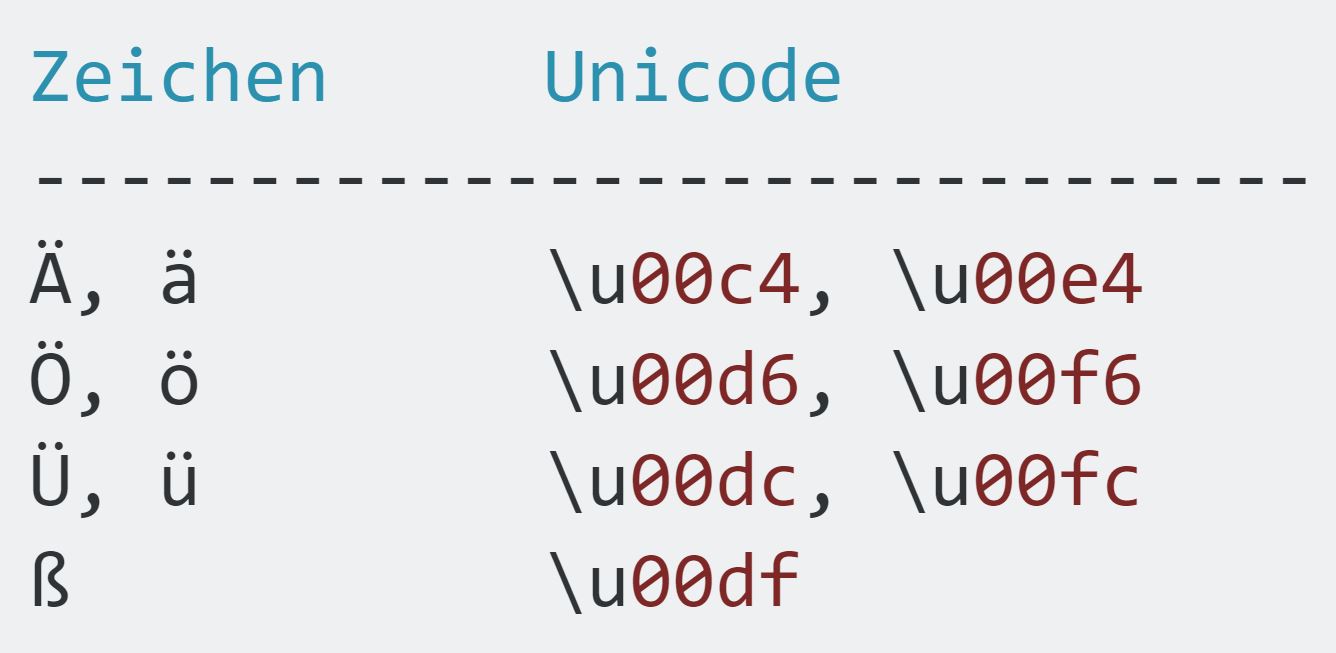 Zeichen Unicode
------------------------------
Ä, ä \u00c4, \u00e4
Ö, ö \u00d6, \u00f6
Ü, ü \u00dc, \u00fc
ß \u00df